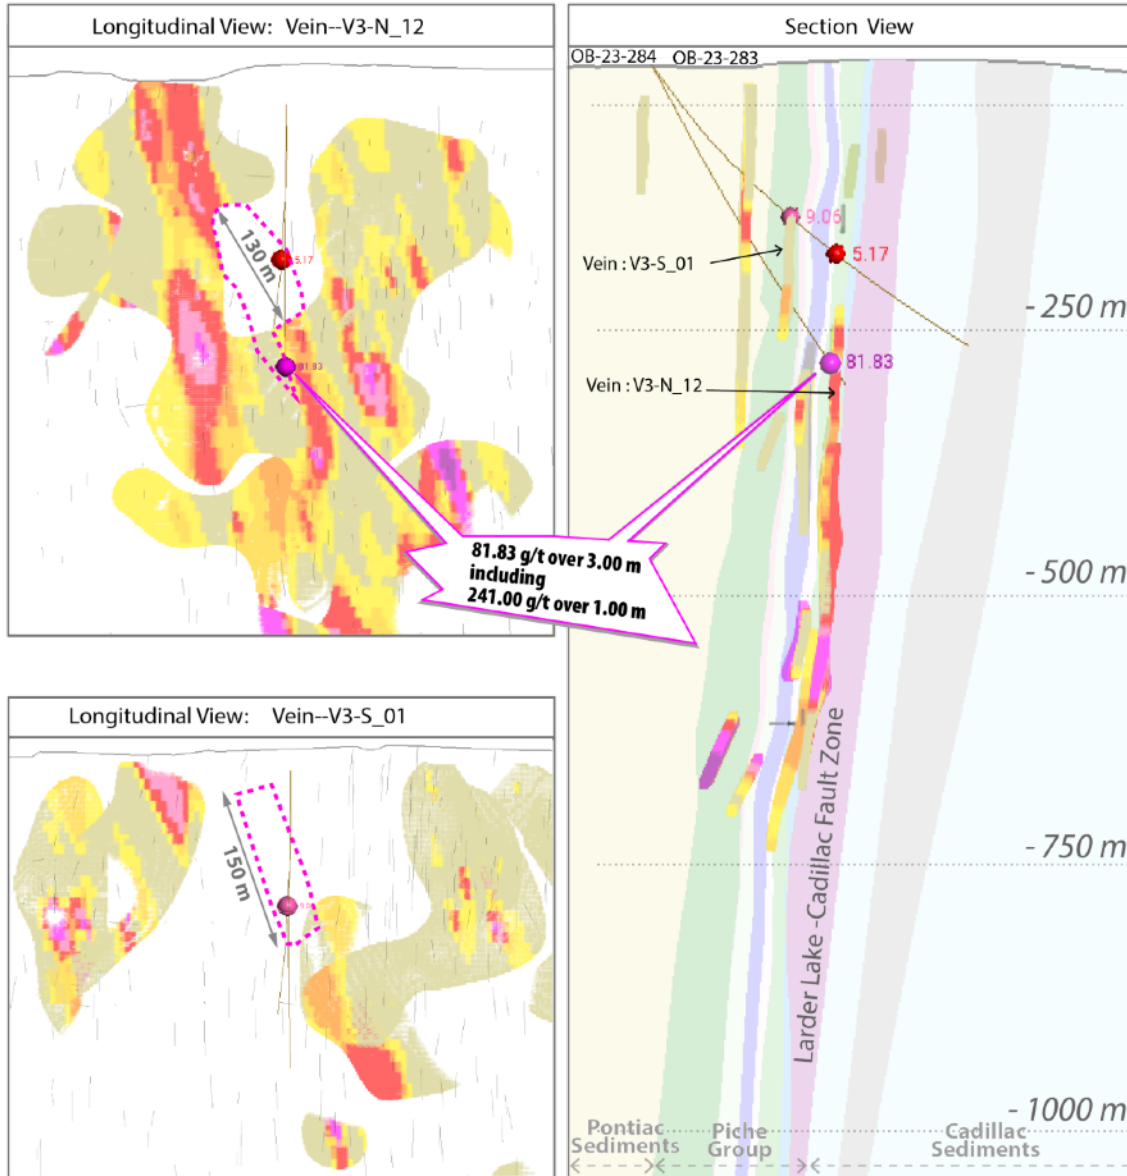 Longitudinal View: Vein--V3-N_12
130 m
5.17
81.83
81.83 g/t over 3.00 m
including
241.00 g/t over 1.00 m
Longitudinal View: Vein--V3-S_01
150 m
Section View
OB-23-284 OB-23-283
9.06
5.17
Vein : V3-S_01
- 250 m
81.83
Vein : V3-N_12
- 500 m
- 750 m
Larder Lake -Cadillac Fault Zone
- 1000 m
Pontiac
Sediments
Piche
Group
Cadillac
Sediments